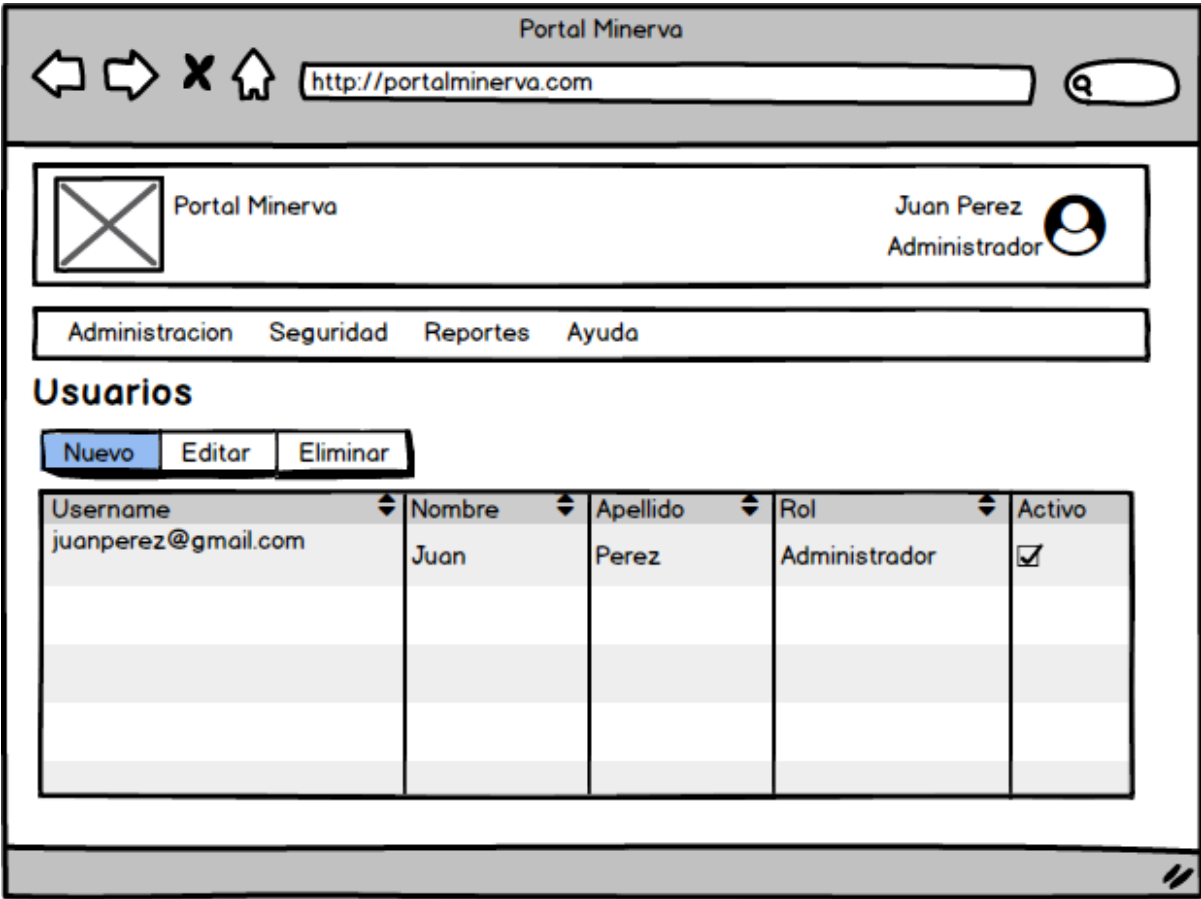 Portal Minerva
http://portalminerva.com
Portal Minerva
Juan Perez
Administrador
Administracion Seguridad Reportes Ayuda
Usuarios
Nuevo Editar Eliminar
Username Nombre Apellido Rol Activo
juanperez@gmail.com Juan Perez Administrador